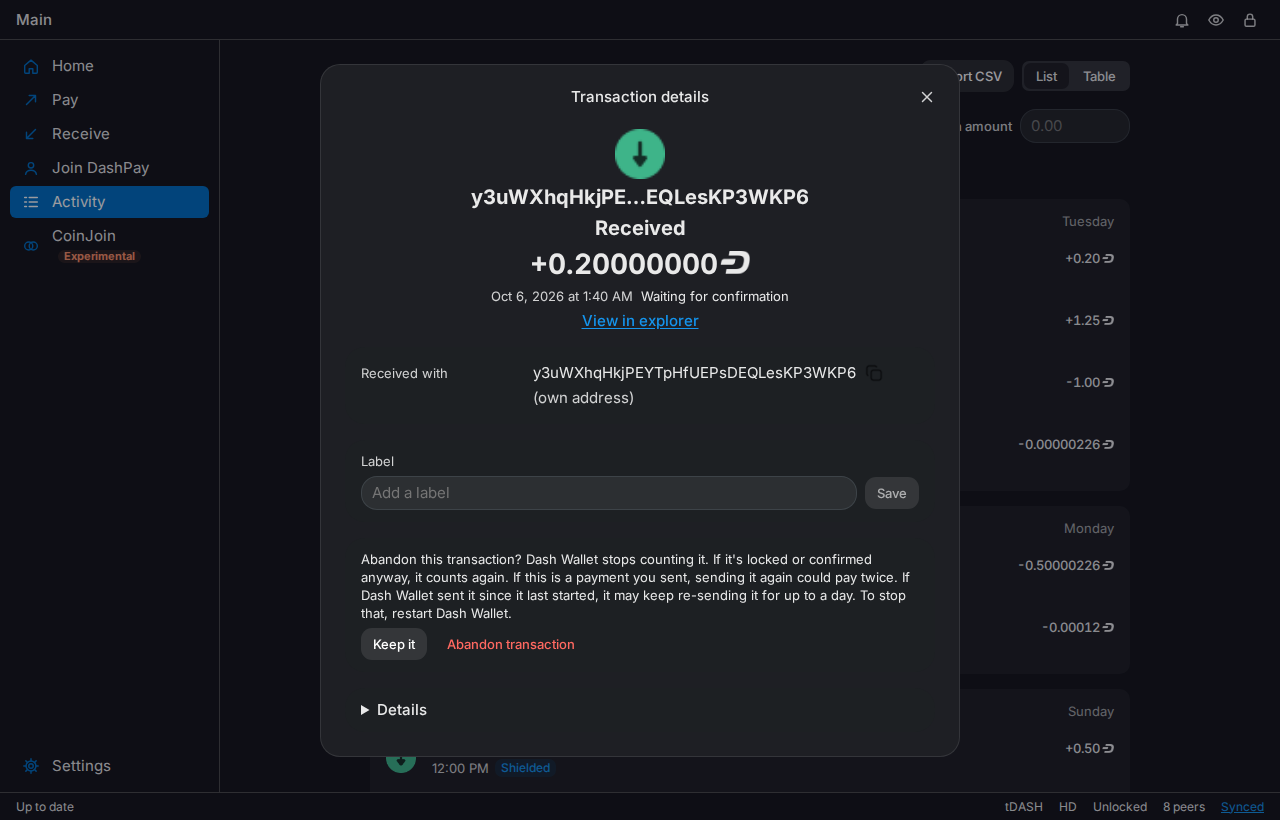 Main
Home
Pay
Receive
Join DashPay
Activity
CoinJoin
Experimental
Settings
CSV
List
Table
amount
0.00
Transaction details
y3uWXhqHkjPE...EQLesKP3WKP6
Received
+0.20000000
Oct 6, 2026 at 1:40 AM Waiting for confirmation
View in explorer
Received with
y3uWXhqHkjPEYTpHfUEPsDEQLesKP3WKP6
(own address)
Label
Add a label
Save
Abandon this transaction? Dash Wallet stops counting it. If it's locked or confirmed
anyway, it counts again. If this is a payment you sent, sending it again could pay twice. If
Dash Wallet sent it since it last started, it may keep re-sending it for up to a day. To stop
that, restart Dash Wallet.
Keep it
Abandon transaction
Details
Tuesday
+0.20
+1.25
-1.00
-0.00000226
Monday
-0.50000226
-0.00012
Sunday
+0.50
12:00 PM Shielded
Up to date
tDASH
HD
Unlocked
8 peers
Synced